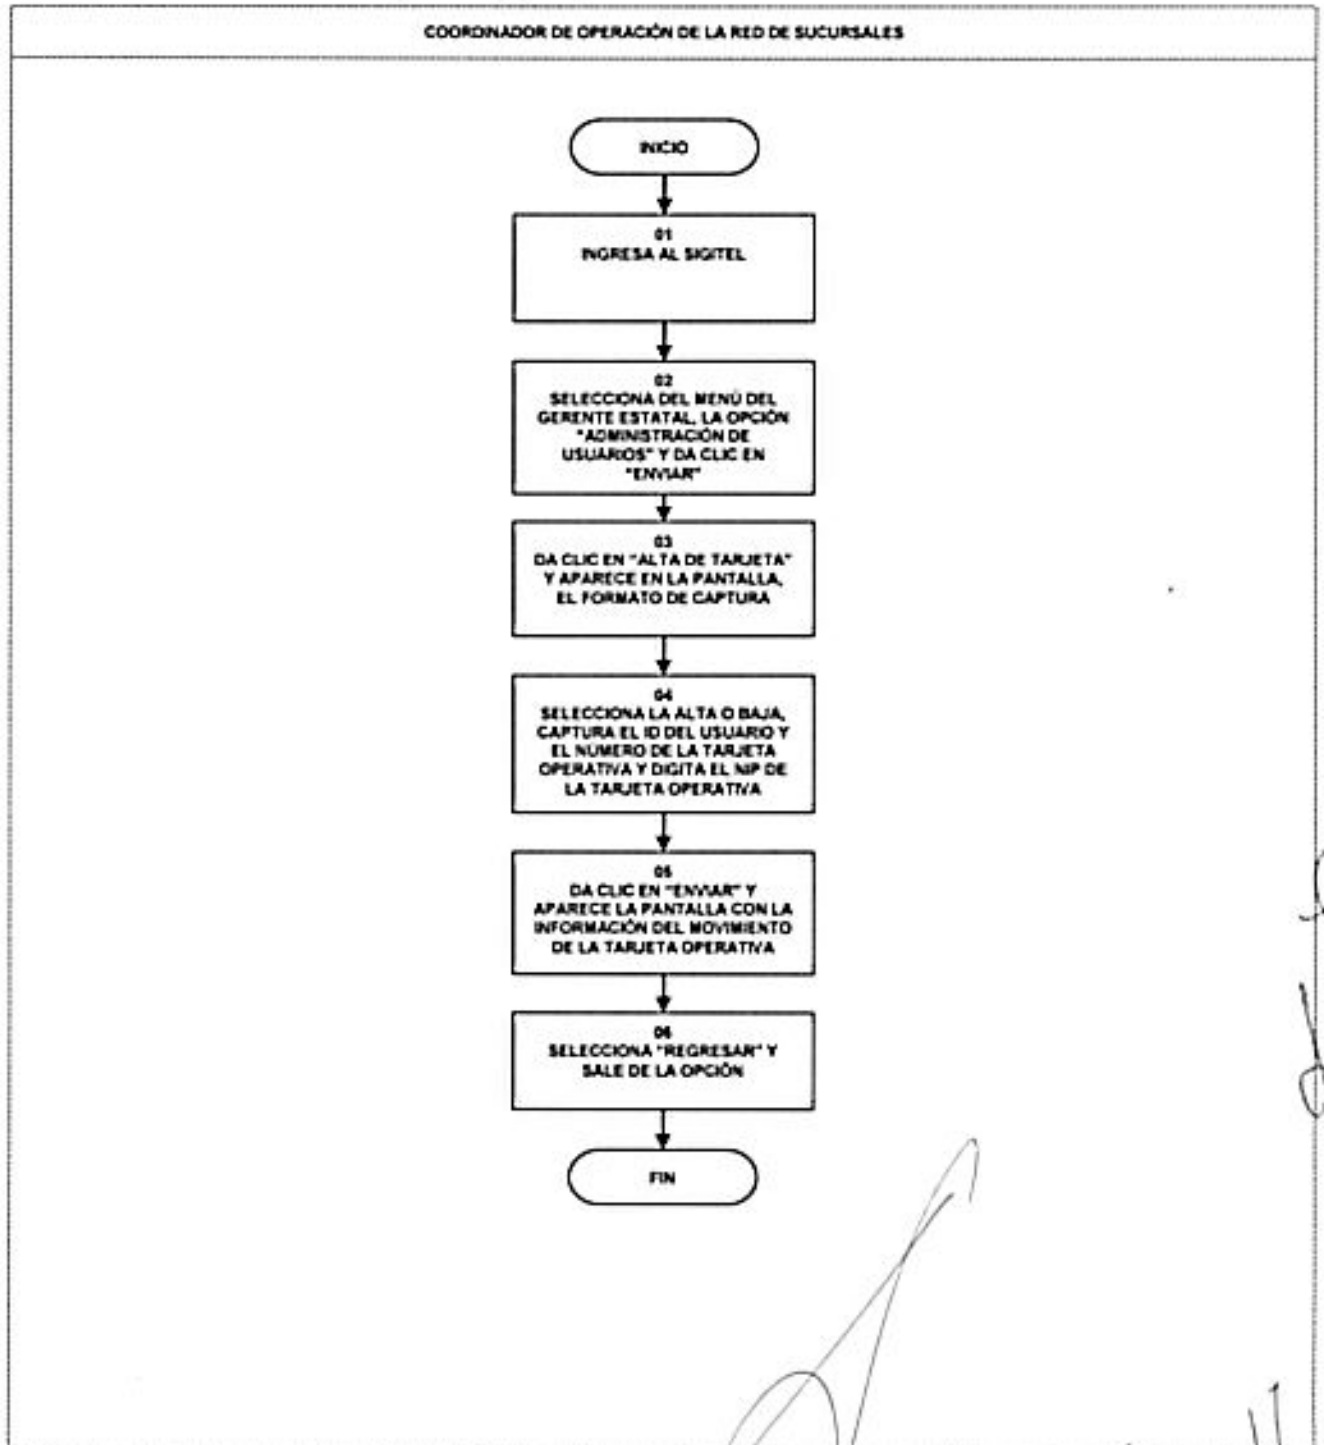 COORDINADOR DE OPERACIÓN DE LA RED DE SUCURSALES
INICIO
01
INGRESA AL SIGITEL
02
SELECCIONA DEL MENÚ DEL
GERENTE ESTATAL, LA OPCIÓN
"ADMINISTRACIÓN DE
USUARIOS" Y DA CLIC EN
"ENVIAR"
03
DA CLIC EN "ALTA DE TARJETA"
Y APARECE EN LA PANTALLA,
EL FORMATO DE CAPTURA
04
SELECCIONA LA ALTA O BAJA,
CAPTURA EL ID DEL USUARIO Y
EL NÚMERO DE LA TARJETA
OPERATIVA Y DIGITA EL NIP DE
LA TARJETA OPERATIVA
05
DA CLIC EN "ENVIAR" Y
APARECE LA PANTALLA CON LA
INFORMACIÓN DEL MOVIMIENTO
DE LA TARJETA OPERATIVA
06
SELECCIONA "REGRESAR" Y
SALE DE LA OPCIÓN
FIN